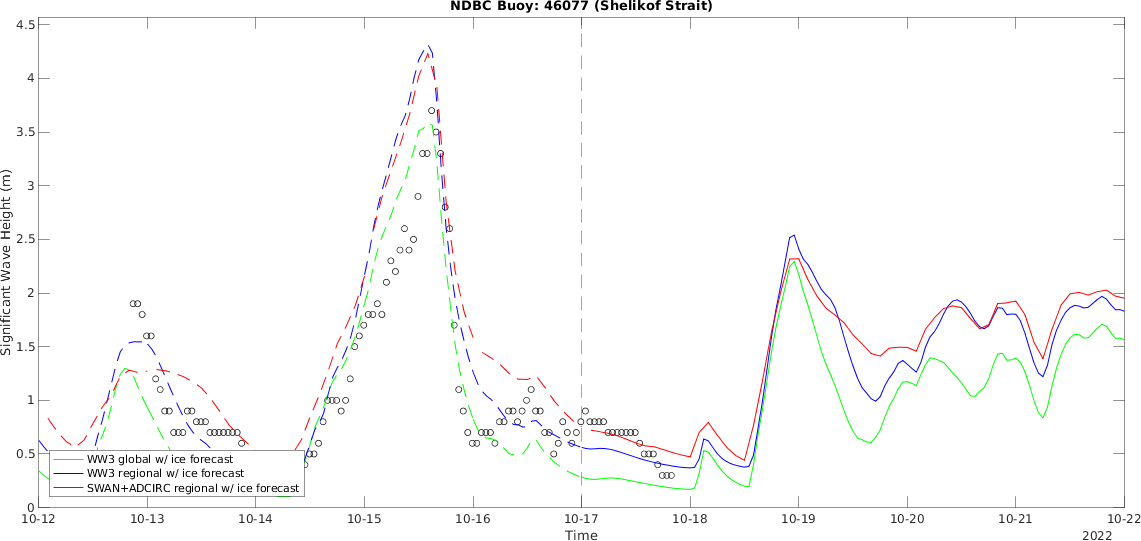 NDBC Buoy: 46077 (Shelikof Strait)
4.5
4
3.5
3
2.5
2
1.5
1
0.5
0
Significant Wave Height (m)
WW3 global w/ ice forecast
WW3 regional w/ ice forecast
SWAN+ADCIRC regional w/ ice forecast
10-12 10-13 10-14 10-15 10-16 10-17 10-18 10-19 10-20 10-21 10-22
Time
2022